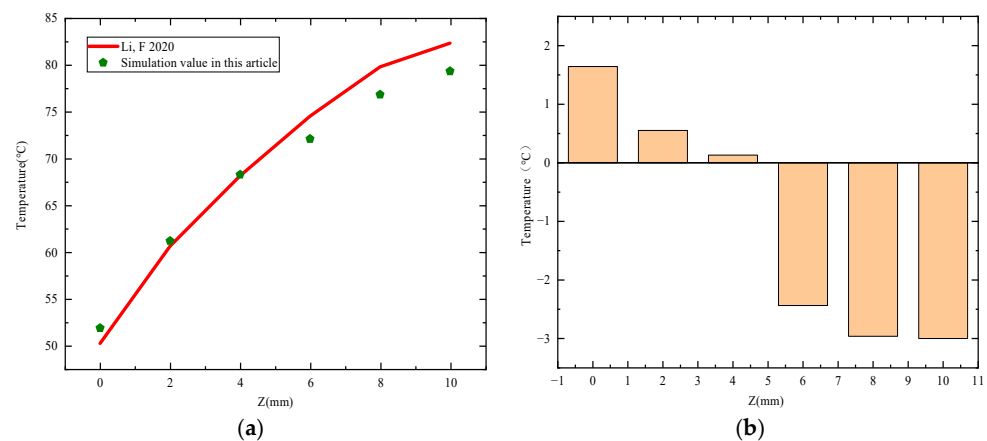 85
80
75
70
65
60
55
50
Temperature(℃)
Li, F 2020
Simulation value in this article
0 2 4 6 8 10
Z(mm)
(a)
2
1
0
−1
−2
−3
Temperature（℃）
−1 0 1 2 3 4 5 6 7 8 9 10 11
Z(mm)
(b)